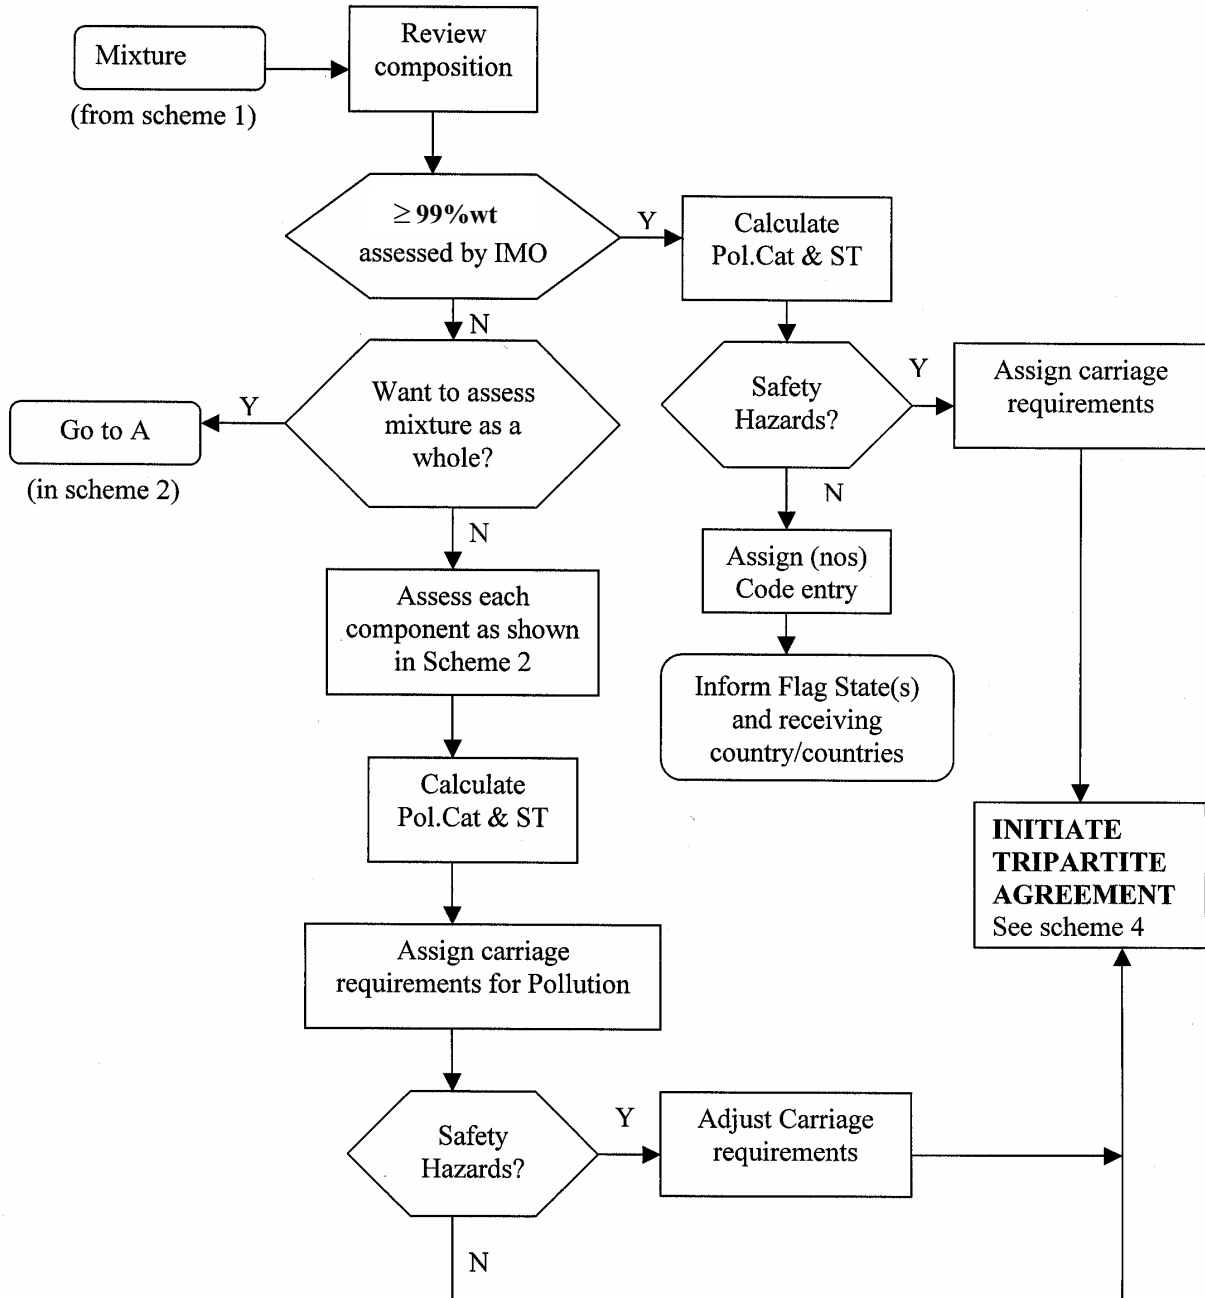 Mixture
(from scheme 1)
Review
composition
≥ 99%wt
assessed by IMO
Y
Calculate
Pol.Cat & ST
N
Safety
Hazards?
Y
Assign carriage
requirements
Want to assess
mixture as a
whole?
Y
Go to A
(in scheme 2)
N
Assign (nos)
Code entry
N
Assess each
component as shown
in Scheme 2
Inform Flag State(s)
and receiving
country/countries
Calculate
Pol.Cat & ST
INITIATE
TRIPARTITE
AGREEMENT
See scheme 4
Assign carriage
requirements for Pollution
Safety
Hazards?
Y
Adjust Carriage
requirements
N